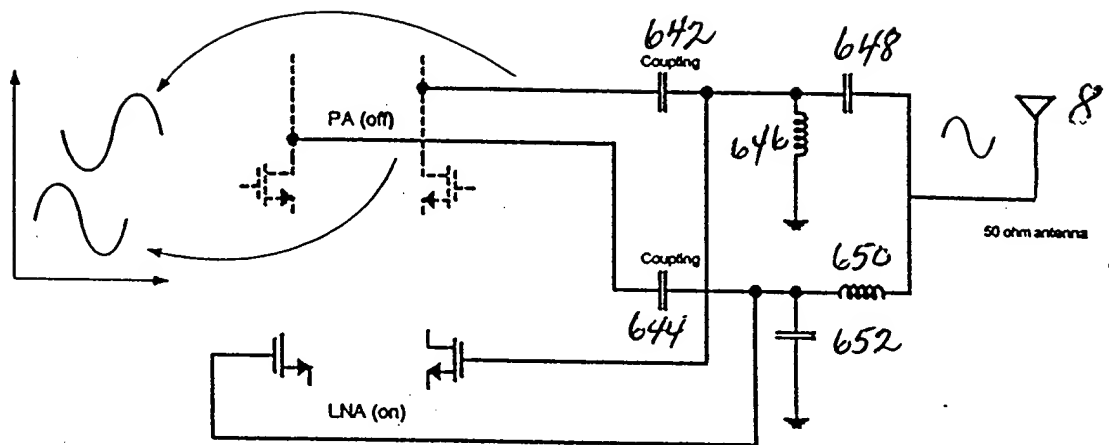 642
648
Coupling
8
PA (off)
646
50 ohm antenna
Coupling
650
644
652
LNA (on)